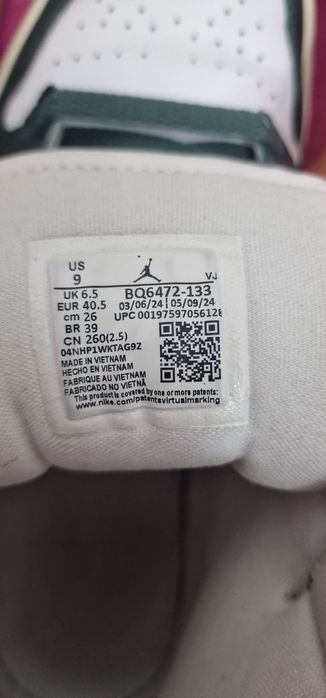 US
9
VJ
UK 6.5
BQ6472-133
EUR 40.5
03/06/24 05/09/24
cm 26
UPC 00197597056128
BR 39
CN 260(2.5)
04NHP1WKTAG9Z
MADE IN VIETNAM
HECHO EN VIETNAM
FABRIQUE AU VIETNAM
FABRICADO NO VIETNÃ
This product is covered by one or more patents:
www.nike.com/patentsvirtualmarking